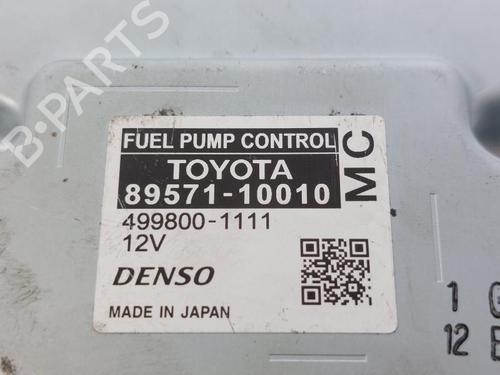 B-PARTS
FUEL PUMP CONTROL
TOYOTA
89571-10010
MC
499800-1111
12V
DENSO
MADE IN JAPAN
1
12